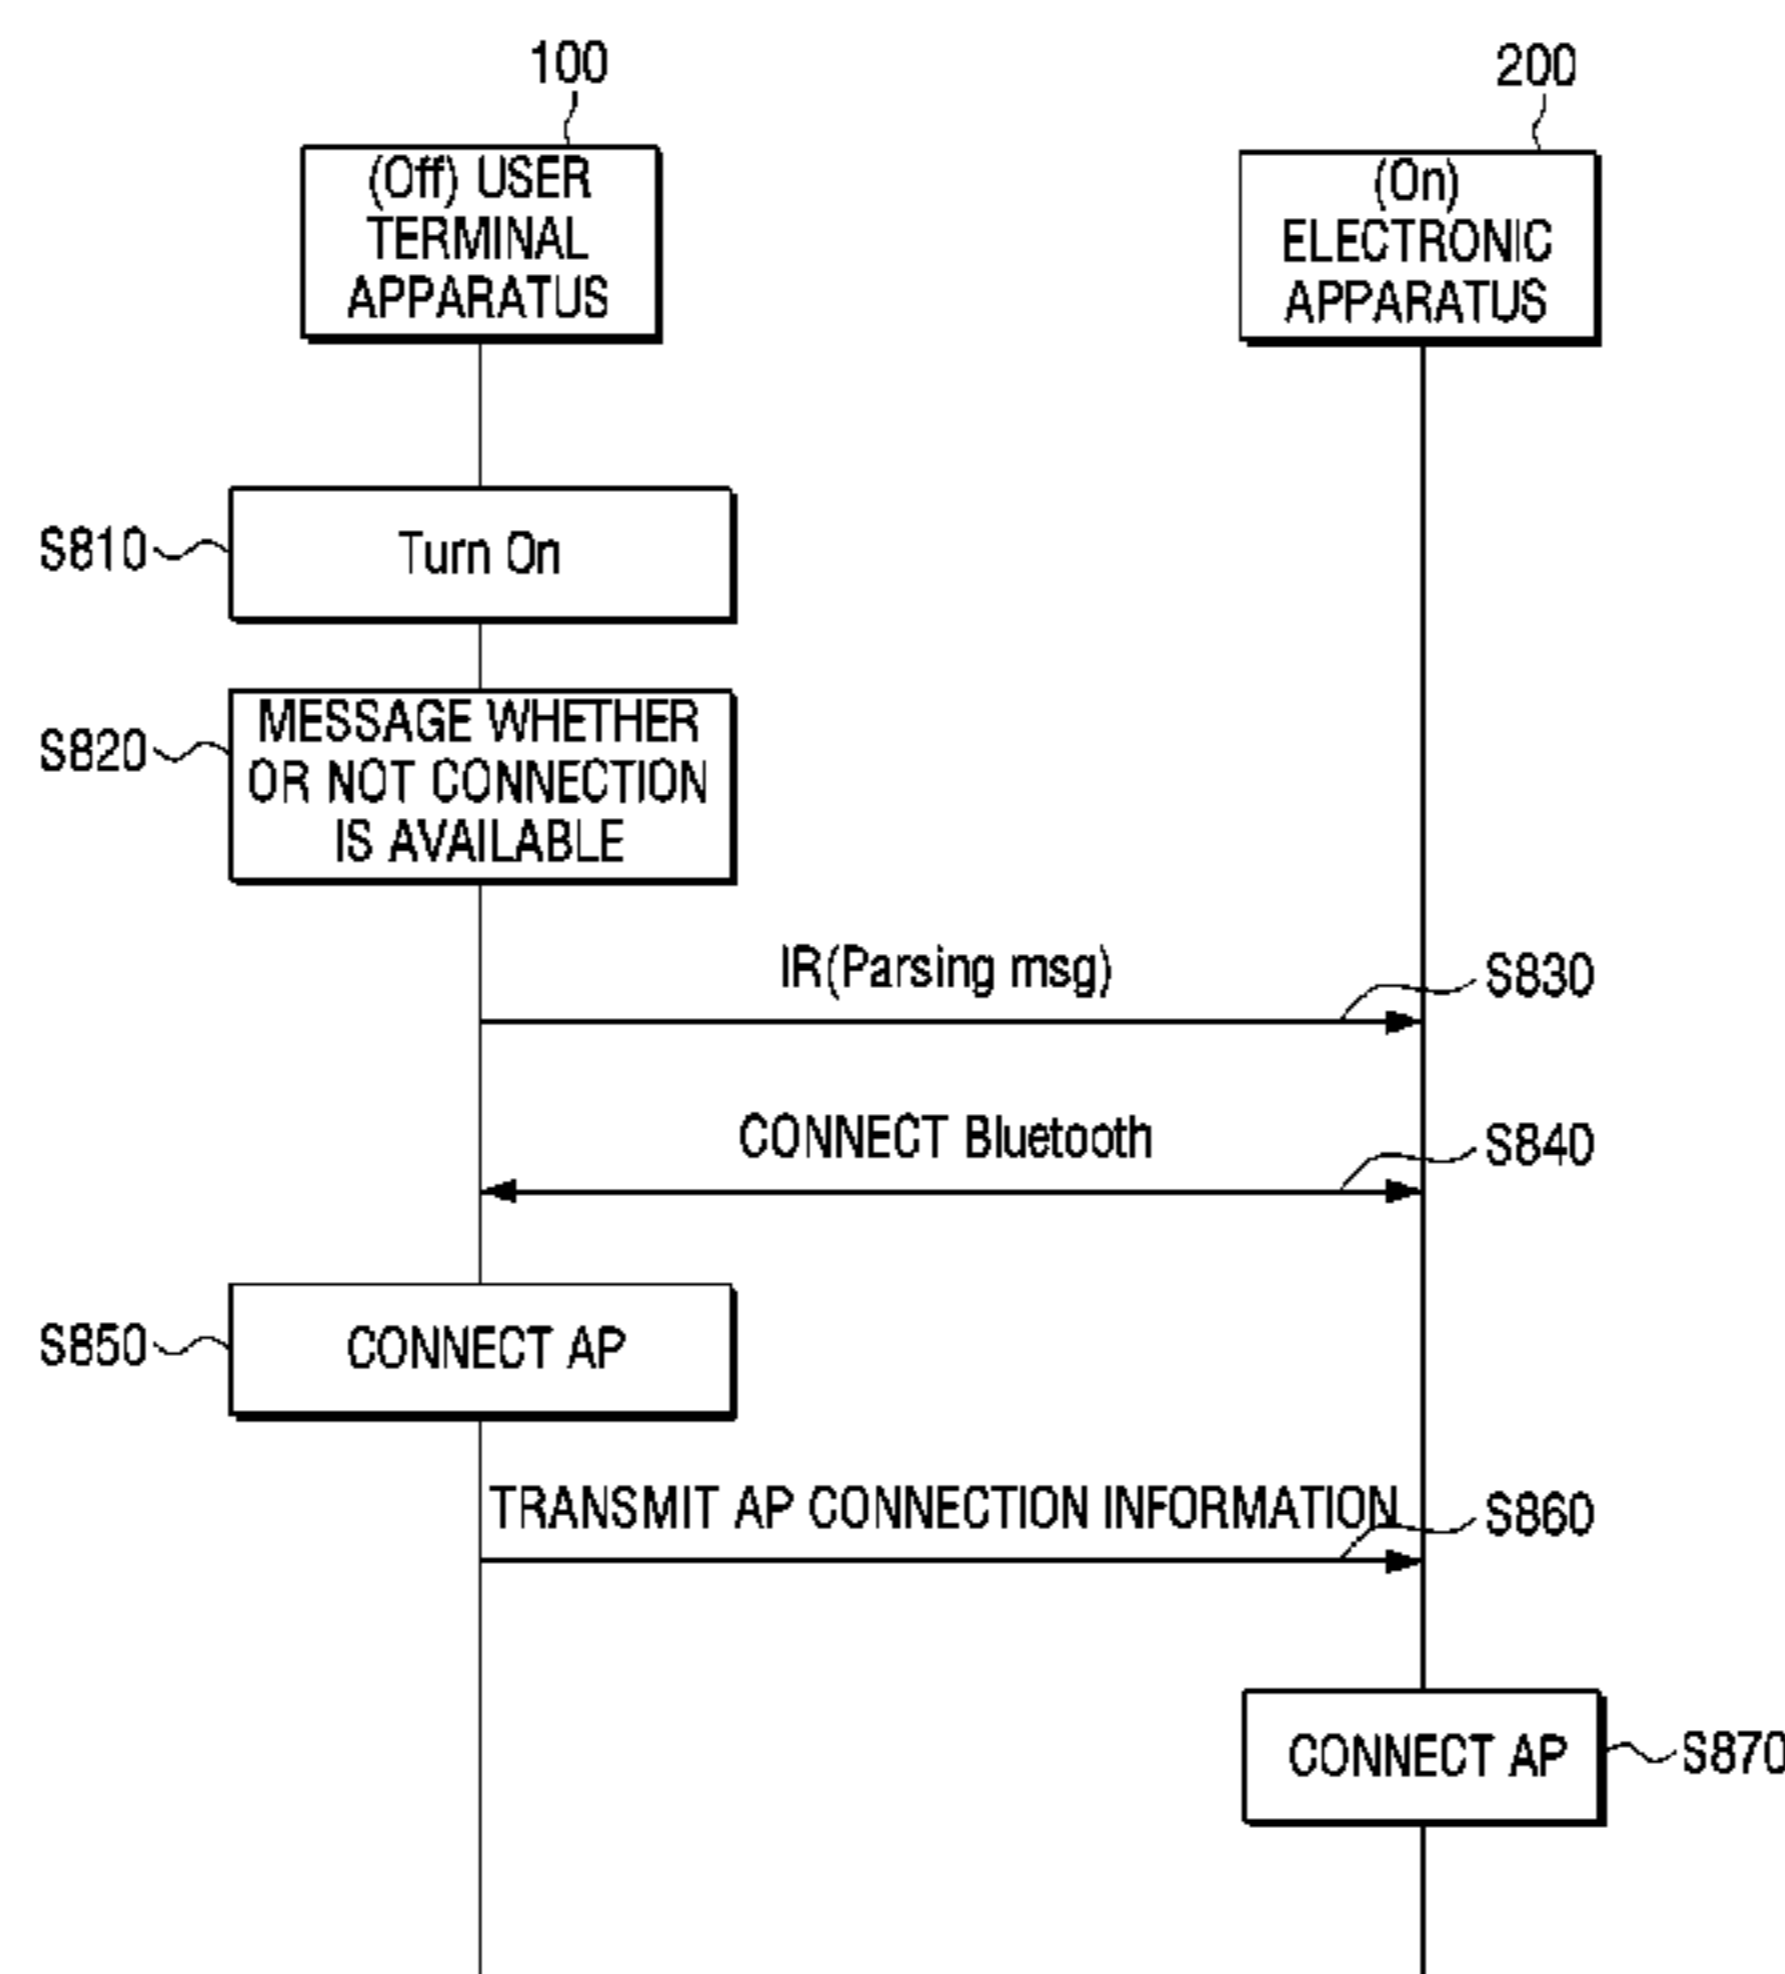 100
200
(Off) USER
TERMINAL
APPARATUS
(On)
ELECTRONIC
APPARATUS
S810
Turn On
S820
MESSAGE WHETHER
OR NOT CONNECTION
IS AVAILABLE
IR(Parsing msg)
S830
CONNECT Bluetooth
S840
S850
CONNECT AP
TRANSMIT AP CONNECTION INFORMATION
S860
CONNECT AP
S870